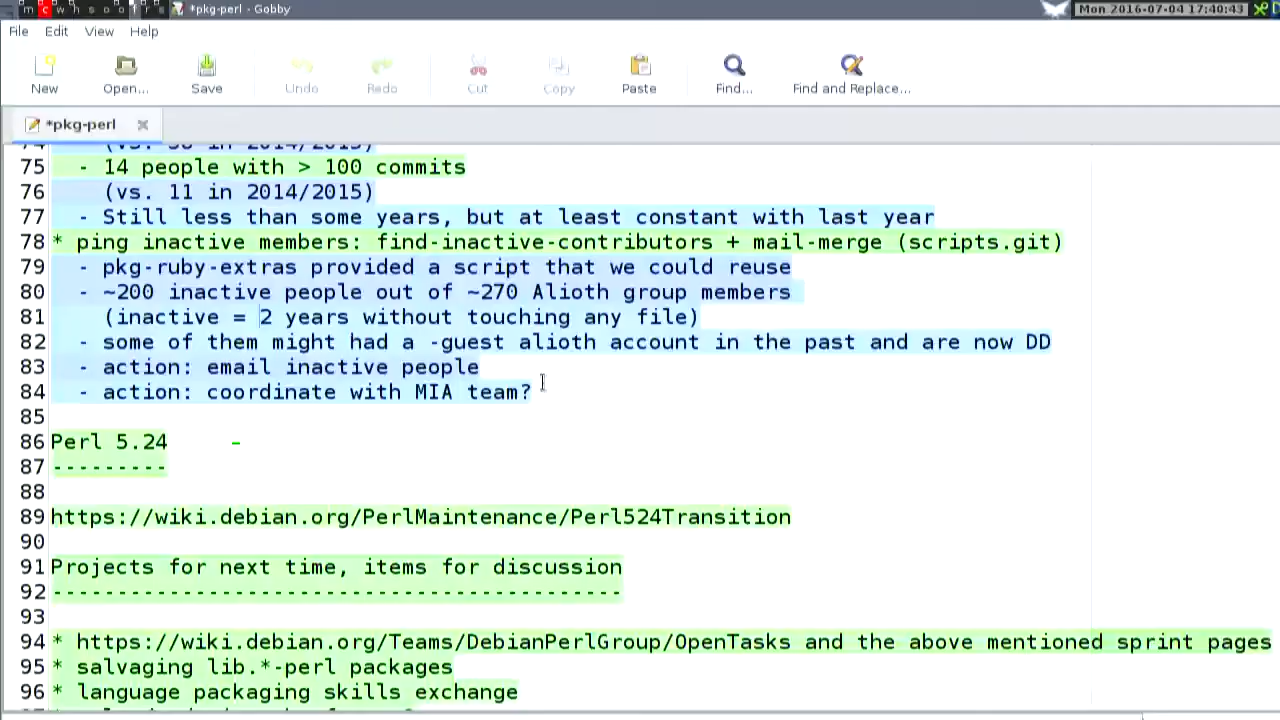 m c w h s o o f r s *pkg-perl - Gobby Mon 2016-07-04 17:40:43
File Edit View Help
New Open... Save Undo Redo Cut Copy Paste Find... Find and Replace...
*pkg-perl
74 (vs. 38 in 2014/2015)
75 - 14 people with > 100 commits
76 (vs. 11 in 2014/2015)
77 - Still less than some years, but at least constant with last year
78 * ping inactive members: find-inactive-contributors + mail-merge (scripts.git)
79 - pkg-ruby-extras provided a script that we could reuse
80 - ~200 inactive people out of ~270 Alioth group members
81 (inactive = 2 years without touching any file)
82 - some of them might had a -guest alioth account in the past and are now DD
83 - action: email inactive people
84 - action: coordinate with MIA team?
85
86 Perl 5.24 -
87 ---------
88
89 https://wiki.debian.org/PerlMaintenance/Perl524Transition
90
91 Projects for next time, items for discussion
92 --------------------------------------------
93
94 * https://wiki.debian.org/Teams/DebianPerlGroup/OpenTasks and the above mentioned sprint pages
95 * salvaging lib.*-perl packages
96 * language packaging skills exchange